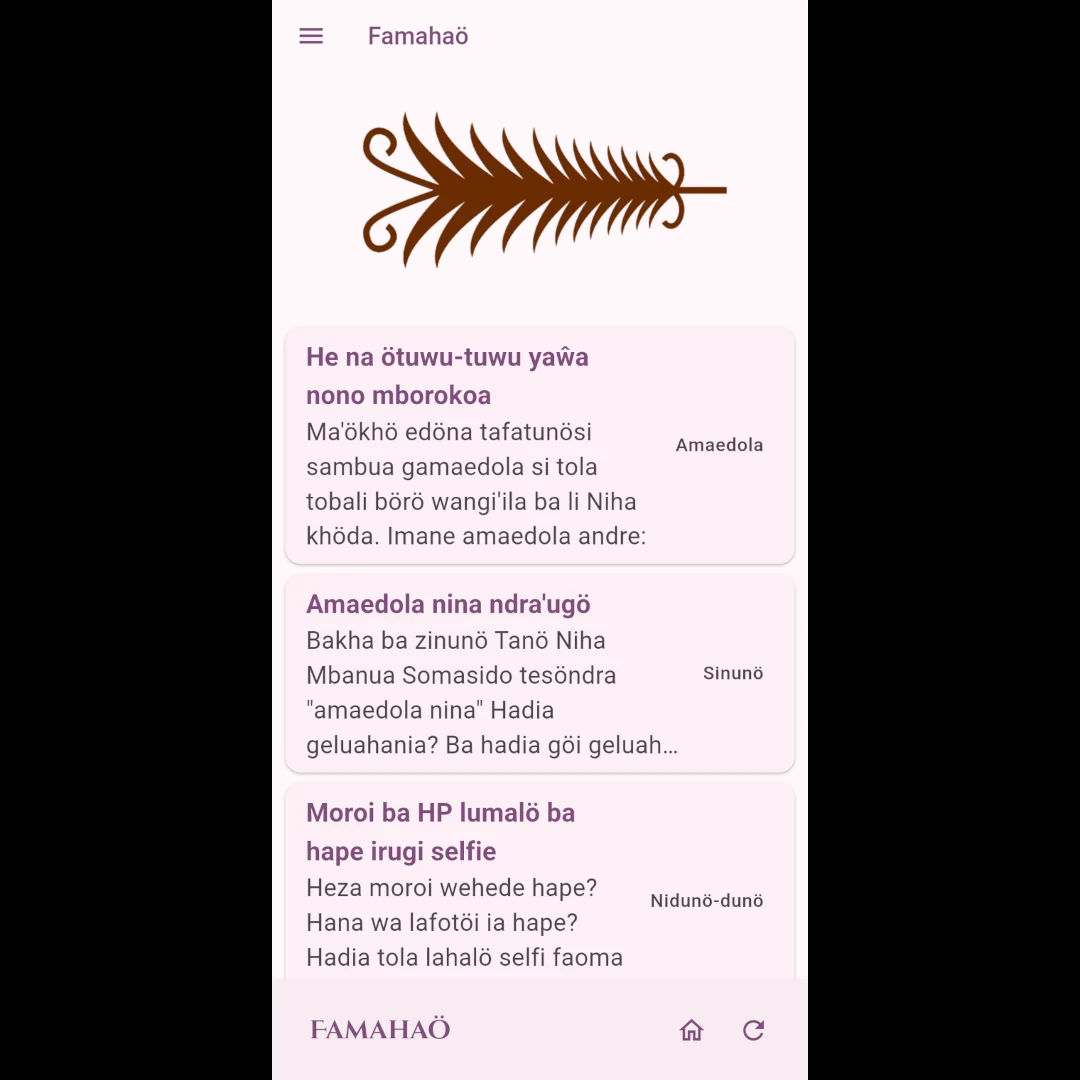 Famahaö
He na ötuwu-tuwu yaŵa
nono mborokoa
Ma'ökhö edöna tafatunösi
sambua gamaedola si tola
tobali börö wangi'ila ba li Niha
khöda. Imane amaedola andre:
Amaedola
Amaedola nina ndra'ugö
Bakha ba zinunö Tanö Niha
Mbanua Somasido tesöndra
"amaedola nina" Hadia
geluahania? Ba hadia göi geluah…
Sinunö
Moroi ba HP lumalö ba
hape irugi selfie
Heza moroi wehede hape?
Hana wa lafotöi ia hape?
Hadia tola lahalö selfi faoma
Nidunö-dunö
FAMAHAÖ